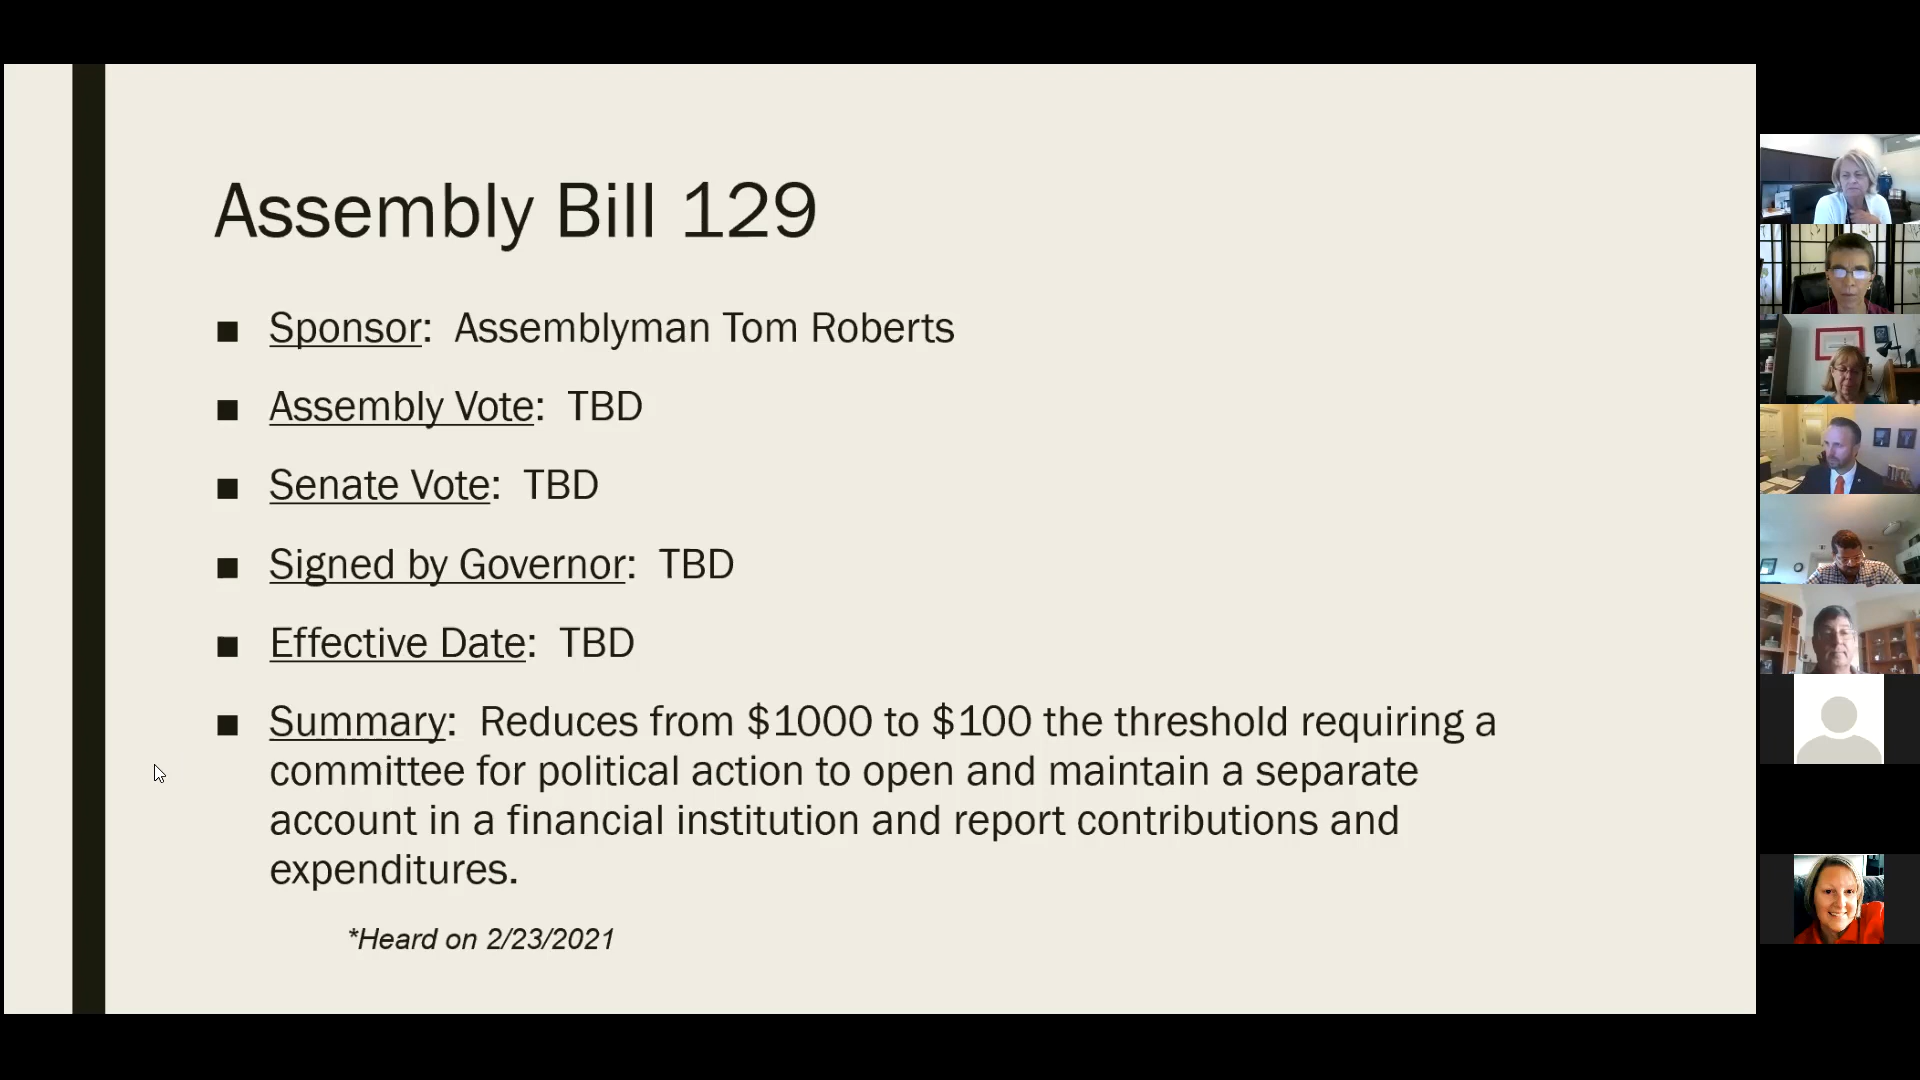 Assembly Bill 129
■ Sponsor: Assemblyman Tom Roberts
■ Assembly Vote: TBD
■ Senate Vote: TBD
■ Signed by Governor: TBD
■ Effective Date: TBD
■ Summary: Reduces from $1000 to $100 the threshold requiring a
committee for political action to open and maintain a separate
account in a financial institution and report contributions and
expenditures.
*Heard on 2/23/2021